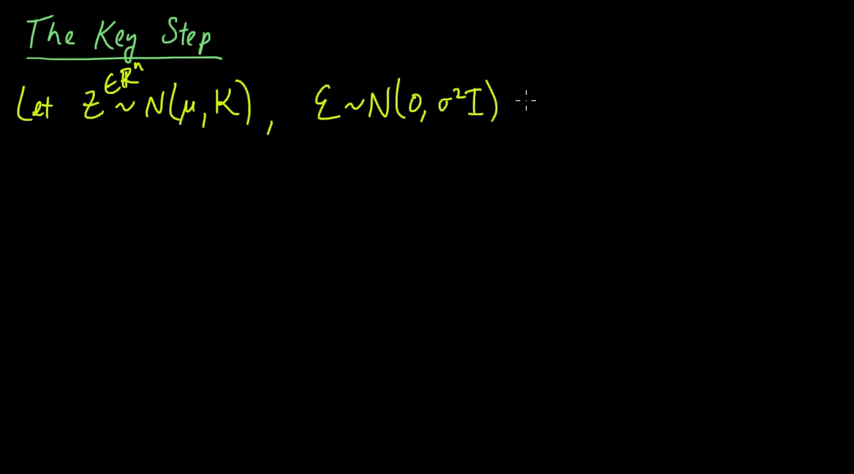 The Key Step
Let Z ∈ ℝⁿ ~ N(μ, K), ε ~ N(0, σ²I)